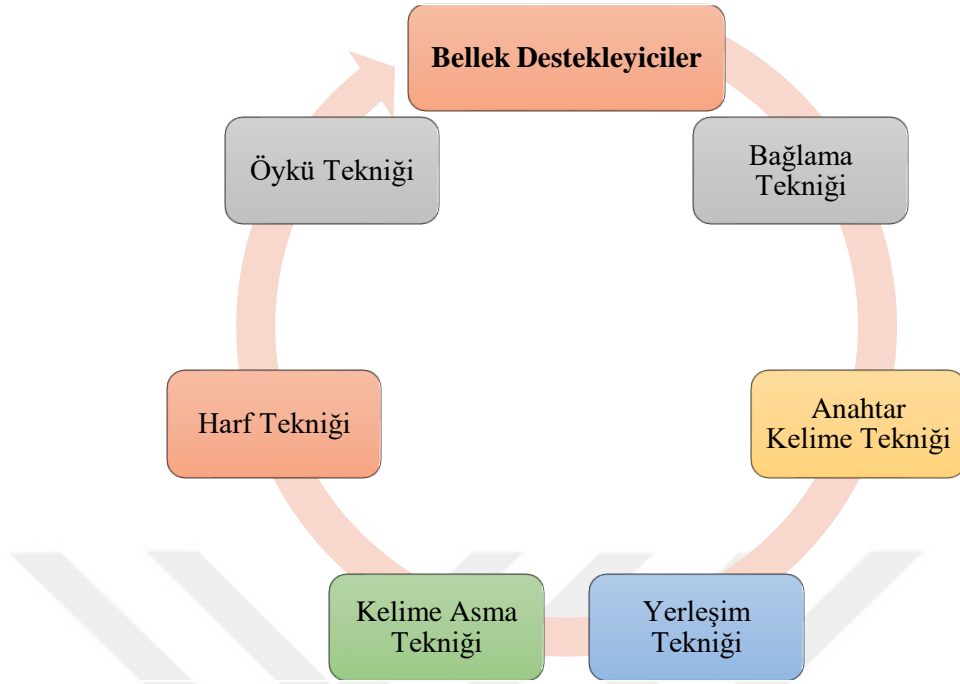 Bellek Destekleyiciler
Bağlama
Tekniği
Anahtar
Kelime Tekniği
Yerleşim
Tekniği
Kelime Asma
Tekniği
Harf Tekniği
Öykü Tekniği